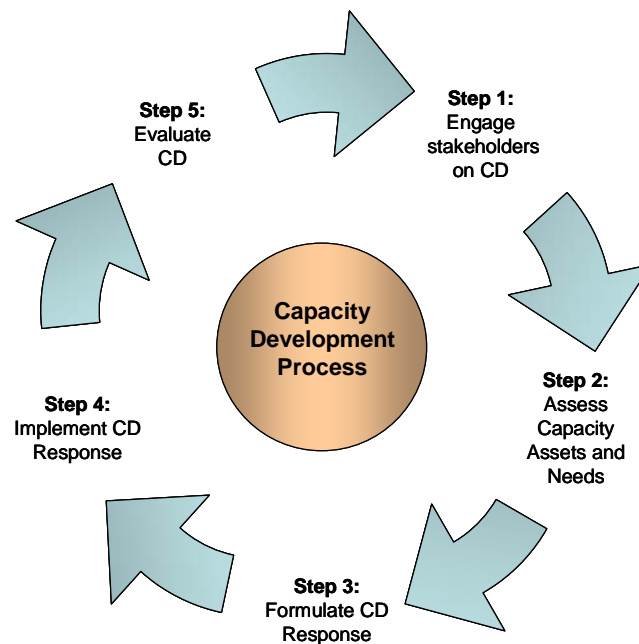 Step 5:
Evaluate
CD
Step 1:
Engage
stakeholders
on CD
Capacity
Development
Process
Step 2:
Assess
Capacity
Assets and
Needs
Step 4:
Implement CD
Response
Step 3:
Formulate CD
Response